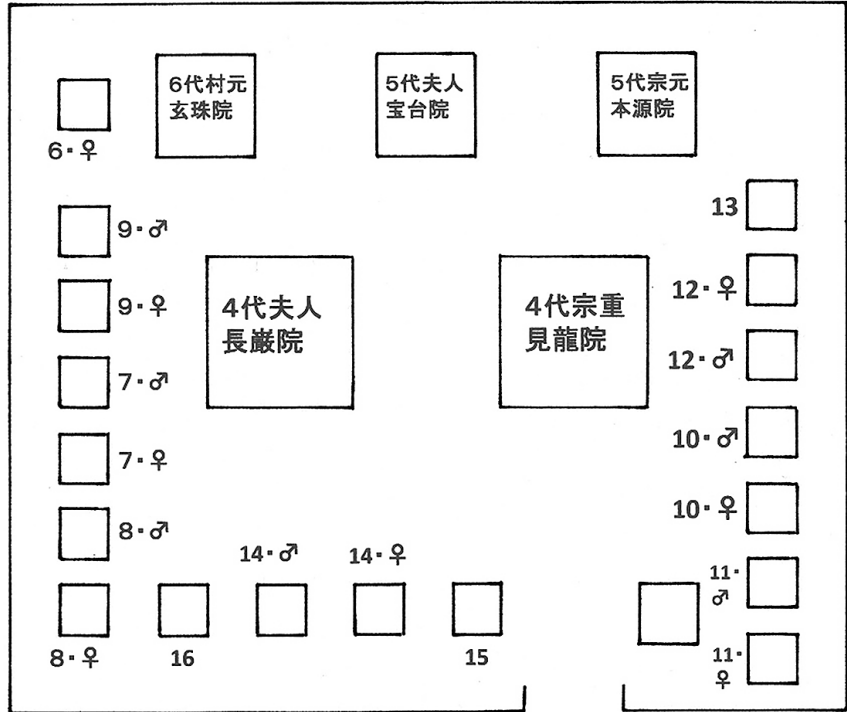 6代村元
玄珠院
5代夫人
宝台院
5代宗元
本源院
6・♀
13
9・♂
12・♀
9・♀
4代夫人
長巌院
4代宗重
見龍院
12・♂
7・♂
10・♂
7・♀
10・♀
8・♂
14・♂
14・♀
11・
♂
8・♀
16
15
11・
♀